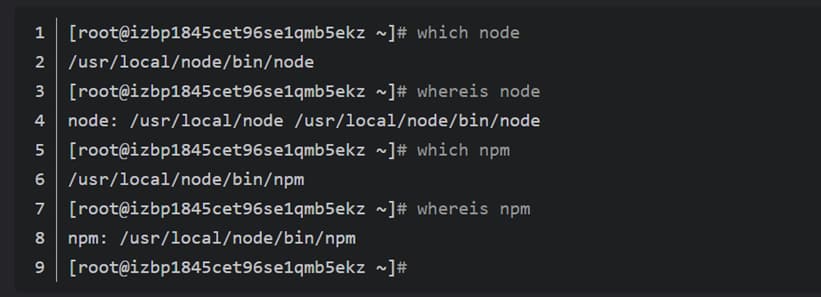 1 [root@izbp1845cet96se1qmb5ekz ~]# which node
2 /usr/local/node/bin/node
3 [root@izbp1845cet96se1qmb5ekz ~]# whereis node
4 node: /usr/local/node /usr/local/node/bin/node
5 [root@izbp1845cet96se1qmb5ekz ~]# which npm
6 /usr/local/node/bin/npm
7 [root@izbp1845cet96se1qmb5ekz ~]# whereis npm
8 npm: /usr/local/node/bin/npm
9 [root@izbp1845cet96se1qmb5ekz ~]#